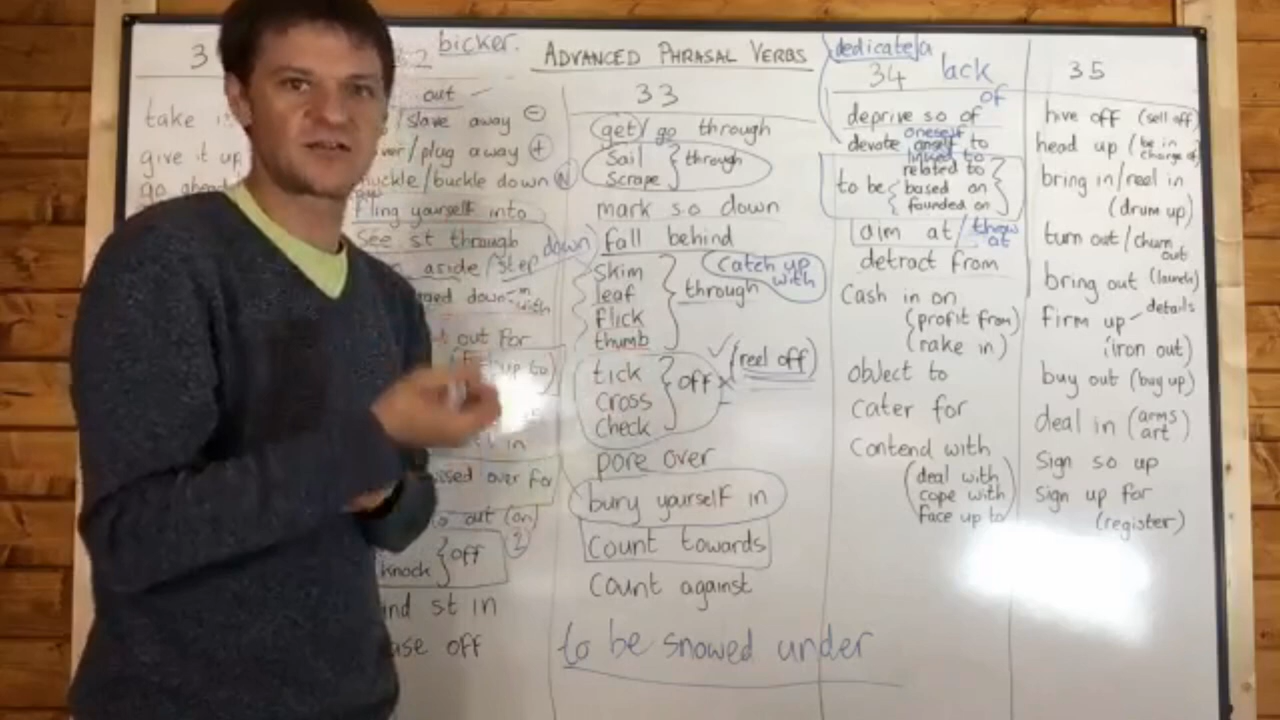 bicker.
ADVANCED PHRASAL VERBS
3
out
take
/slave away ⊖
give it up
/plug away ⊕
go ahead
/buckle down
fling yourself into
see st through
down
aside/step
down
in
with
out for
up to)
in
over for
out (on)
2
knock } off
st in
off
33
get/go through
Sail
scrape } through
mark so down
fall behind
catch up
with
skim
leaf
flick
thumb } through
tick
cross
check } off
(reel off)
pore over
bury yourself in
Count towards
Count against
to be snowed under
dedicate/a
34 lack
of
deprive so of
oneself
devote to
to be { linked to
related to
based on
founded on
aim at/throw
at
detract from
Cash in on
(profit from)
(rake in)
object to
cater for
Contend with
(deal with
cope with
face up to)
35
hive off (sell off)
head up (be in
charge of)
bring in/reel in
(drum up)
turn out/churn
out
bring out (launch)
firm up - details
(iron out)
buy out (buy up)
deal in (arms
art)
Sign so up
Sign up for
(register)